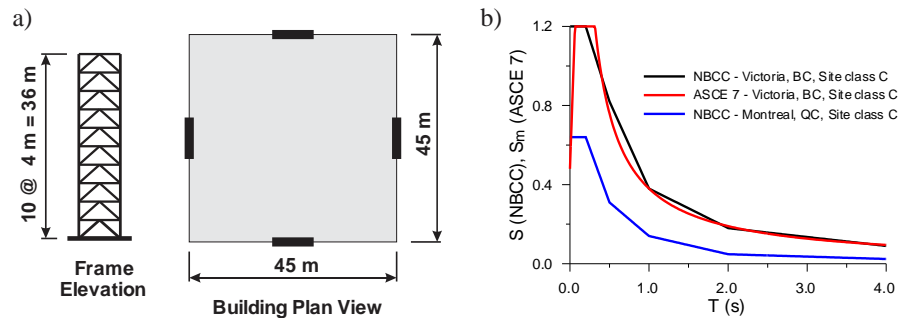 a)
10 @ 4 m = 36 m
Frame
Elevation
45 m
45 m
Building Plan View
b)
S (NBCC), Sm (ASCE 7)
1.2
0.8
0.4
0.0
0.0
1.0
2.0
3.0
4.0
T (s)
NBCC - Victoria, BC, Site class C
ASCE 7 - Victoria, BC, Site class C
NBCC - Montreal, QC, Site class C